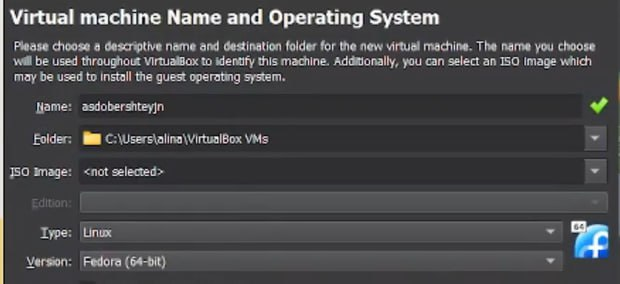 Virtual machine Name and Operating System
Please choose a descriptive name and destination folder for the new virtual machine. The name you choose
will be used throughout VirtualBox to identify this machine. Additionally, you can select an ISO image which
may be used to install the guest operating system.
Name: asdobershteyjn
Folder: C:\Users\alina\VirtualBox VMs
ISO Image: <not selected>
Edition:
Type: Linux
64
Version: Fedora (64-bit)